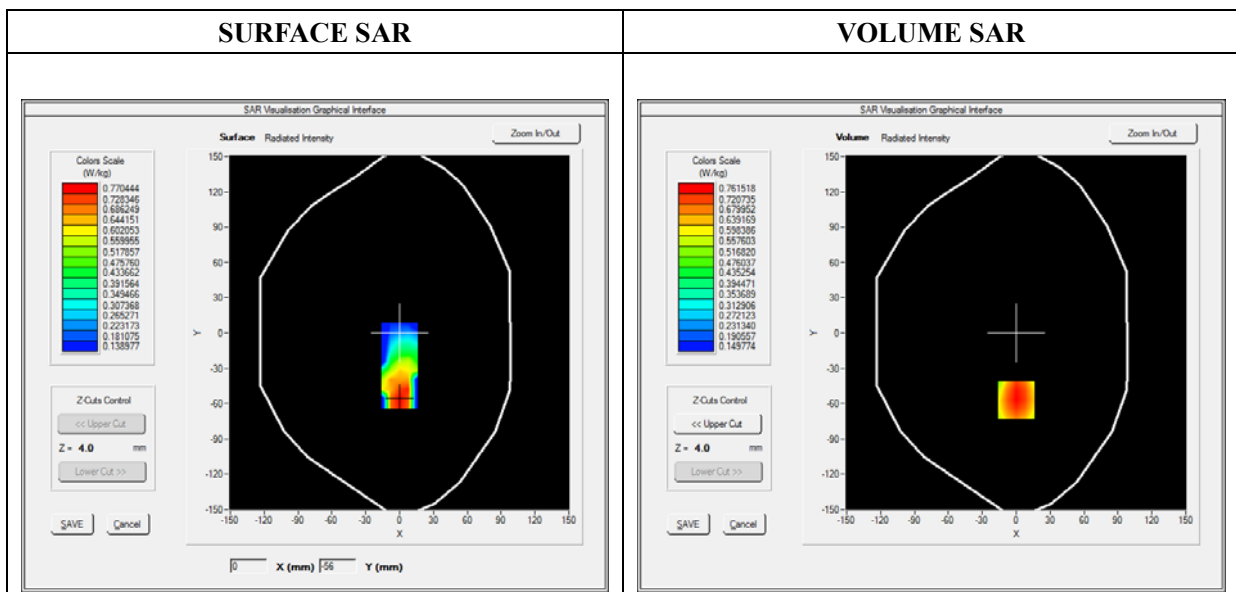 SURFACE SAR
VOLUME SAR
SAR Visualisation Graphical Interface
Surface Radiated Intensity
Zoom In/Out
Colors Scale
(W/kg)
0.770444
0.728346
0.686249
0.644151
0.602053
0.559955
0.517857
0.475760
0.433662
0.391564
0.349466
0.307368
0.265271
0.223173
0.181075
0.138977
Z-Cuts Control
<< Upper Cut
Z = 4.0 mm
Lower Cut >>
SAVE Cancel
150
120
90
60
30
0
-30
-60
-90
-120
-150
Y
-150 -120 -90 -60 -30 0 30 60 90 120 150
X
0 X (mm) -56 Y (mm)
SAR Visualisation Graphical Interface
Volume Radiated Intensity
Zoom In/Out
Colors Scale
(W/kg)
0.761518
0.720735
0.679952
0.639169
0.598386
0.557603
0.516820
0.476037
0.435254
0.394471
0.353689
0.312906
0.272123
0.231340
0.190557
0.149774
Z-Cuts Control
<< Upper Cut
Z = 4.0 mm
Lower Cut >>
SAVE Cancel
150
120
90
60
30
0
-30
-60
-90
-120
-150
Y
-150 -120 -90 -60 -30 0 30 60 90 120 150
X